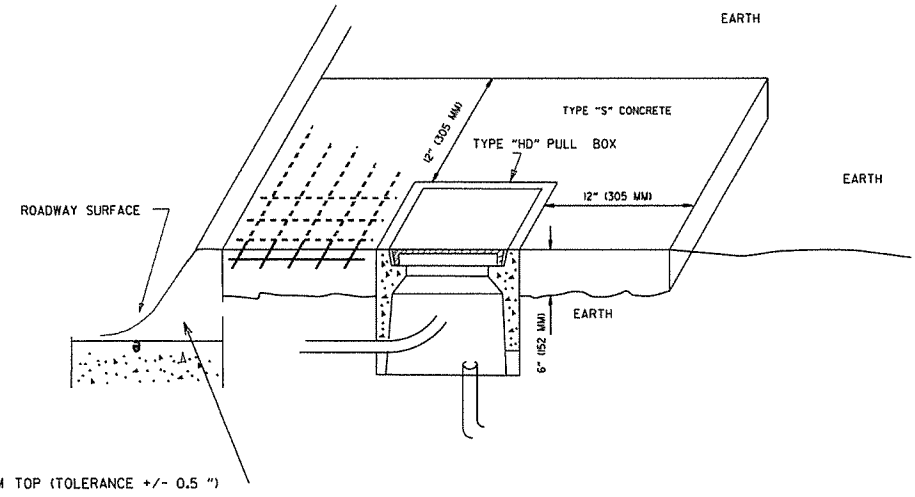 EARTH
TYPE "S" CONCRETE
12" (305 MM)
TYPE "HD" PULL BOX
EARTH
12" (305 MM)
ROADWAY SURFACE
EARTH
6" (152 MM)
TOP (TOLERANCE +/- 0.5 ")